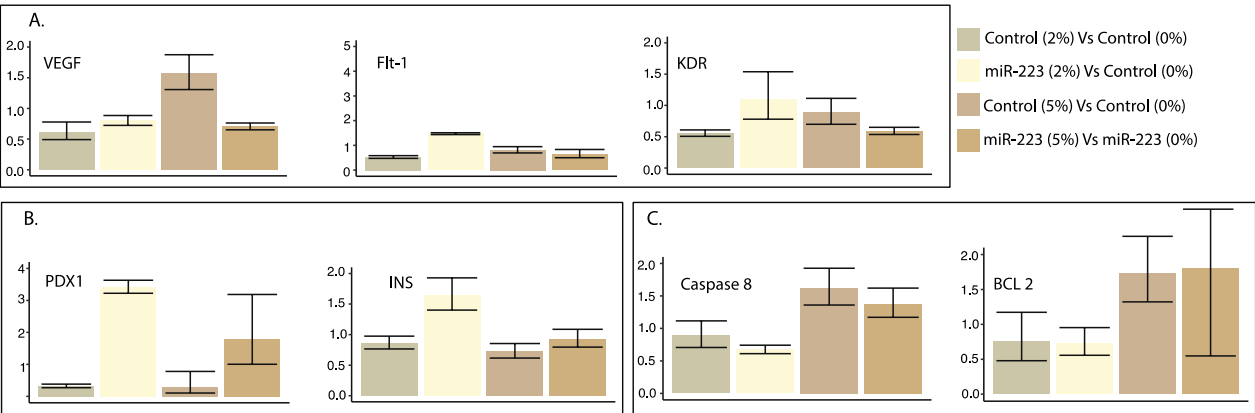 A.
VEGF
2.0
1.5
1.0
0.5
0.0
Flt-1
5
4
3
2
1
0
KDR
2.0
1.5
1.0
0.5
0.0
Control (2%) Vs Control (0%)
miR-223 (2%) Vs Control (0%)
Control (5%) Vs Control (0%)
miR-223 (5%) Vs miR-223 (0%)
B.
PDX1
4
3
2
1
INS
2.0
1.5
1.0
0.5
0.0
C.
Caspase 8
2.0
1.5
1.0
0.5
0.0
BCL 2
2.0
1.5
1.0
0.5
0.0